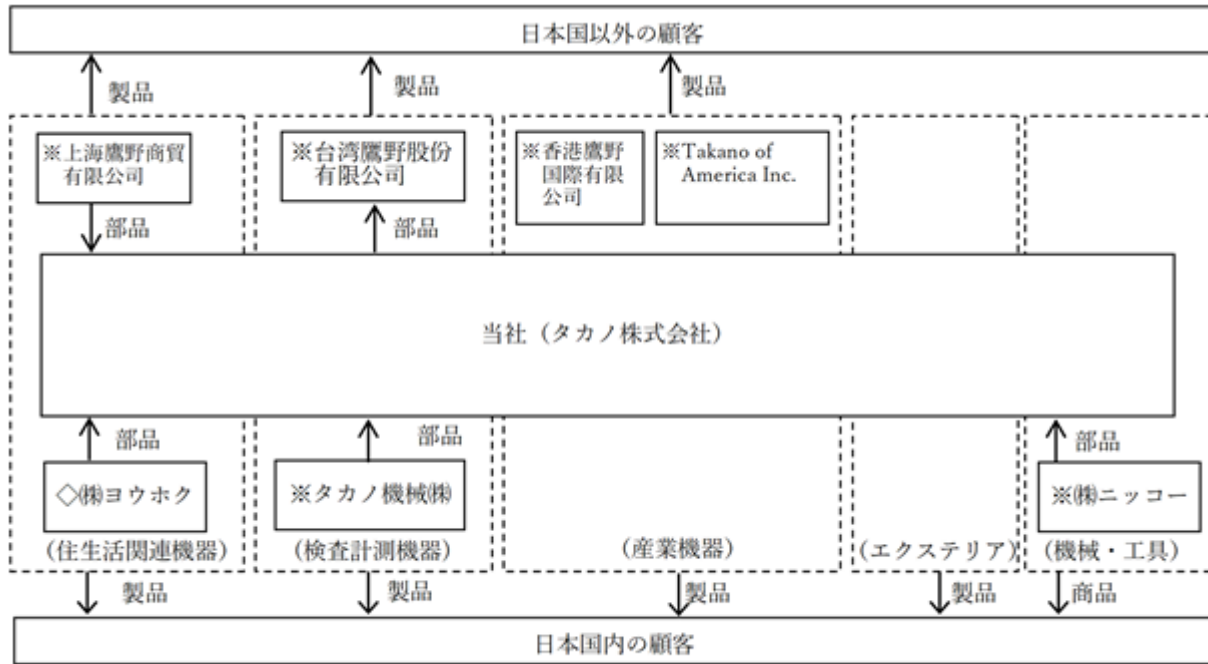 日本国以外の顧客
製品
製品
製品
※上海鷹野商貿
有限公司
※台湾鷹野股份
有限公司
※香港鷹野
国際有限
公司
※Takano of
America Inc.
部品
部品
当社（タカノ株式会社）
部品
部品
部品
◇㈱ヨウホク
※タカノ機械㈱
※㈱ニッコー
（住生活関連機器）
（検査計測機器）
（産業機器）
（エクステリア）
（機械・工具）
製品
製品
製品
製品
商品
日本国内の顧客